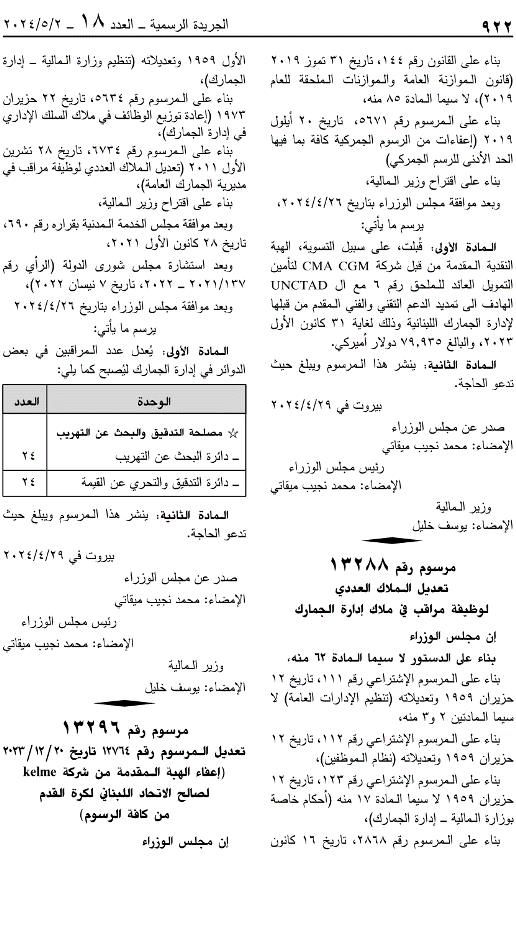 ٩٢٢
الجريدة الرسمية ــ العدد ١٨ ــ ٢٠٢٤/٥/٢
بناء على القانون رقم ١٤٤، تاريخ ٣١ تموز ٢٠١٩
(قانون الموازنة العامة والموازنات الملحقة للعام
٢٠١٩)، لا سيما المادة ٨٥ منه،
بناء على المرسوم رقم ٥٦٧١، تاريخ ٢٠ أيلول
٢٠١٩ (إعفاءات من الرسوم الجمركية كافة بما فيها
الحد الأدنى للرسم الجمركي)
بناء على اقتراح وزير المالية،
وبعد موافقة مجلس الوزراء بتاريخ ٢٠٢٤/٤/٢٦،
يرسم ما يأتي:
المادة الأولى: قُبلت، على سبيل التسوية، الهبة
النقدية المقدمة من قبل شركة CMA CGM لتأمين
التمويل العائد للملحق رقم ٦ مع ال UNCTAD
الهادف الى تمديد الدعم التقني والفني المقدم من قبلها
لإدارة الجمارك اللبنانية وذلك لغاية ٣١ كانون الأول
٢٠٢٣، والبالغ ٧٩,٩٣٥ دولار أميركي.
المادة الثانية: ينشر هذا المرسوم ويبلغ حيث
تدعو الحاجة.
بيروت في ٢٠٢٤/٤/٢٩
صدر عن مجلس الوزراء
الإمضاء: محمد نجيب ميقاتي
رئيس مجلس الوزراء
الإمضاء: محمد نجيب ميقاتي
وزير المالية
الإمضاء: يوسف خليل
مرسوم رقم ١٣٢٨٨
تعديل الملاك العددي
لوظيفة مراقب في ملاك إدارة الجمارك
إن مجلس الوزراء
بناء على الدستور لا سيما المادة ٦٢ منه،
بناء على المرسوم الإشتراعي رقم ١١١، تاريخ ١٢
حزيران ١٩٥٩ وتعديلاته (تنظيم الإدارات العامة) لا
سيما المادتين ٢ و٣ منه،
بناء على المرسوم الإشتراعي رقم ١١٢، تاريخ ١٢
حزيران ١٩٥٩ وتعديلاته (نظام الموظفين)،
بناء على المرسوم الإشتراعي رقم ١٢٣، تاريخ ١٢
حزيران ١٩٥٩ لا سيما المادة ١٧ منه (أحكام خاصة
بوزارة المالية ــ إدارة الجمارك)،
بناء على المرسوم رقم ٢٨٦٨، تاريخ ١٦ كانون
الأول ١٩٥٩ وتعديلاته (تنظيم وزارة المالية ــ إدارة
الجمارك)،
بناء على المرسوم رقم ٥٦٣٤، تاريخ ٢٢ حزيران
١٩٧٣ (إعادة توزيع الوظائف في ملاك السلك الإداري
في إدارة الجمارك)،
بناء على المرسوم رقم ٦٧٣٤، تاريخ ٢٨ تشرين
الأول ٢٠١١ (تعديل الملاك العددي لوظيفة مراقب في
مديرية الجمارك العامة)،
بناء على اقتراح وزير المالية،
وبعد موافقة مجلس الخدمة المدنية بقراره رقم ٦٩٠،
تاريخ ٢٨ كانون الأول ٢٠٢١،
وبعد استشارة مجلس شورى الدولة (الرأي رقم
٢٠٢١/١٣٧ ــ ٢٠٢٢، تاريخ ٧ نيسان ٢٠٢٢)،
وبعد موافقة مجلس الوزراء بتاريخ ٢٠٢٤/٤/٢٦
يرسم ما يأتي:
المادة الأولى: يُعدل عدد المراقبين في بعض
الدوائر في إدارة الجمارك ليُصبح كما يلي:
الوحدة العدد
☆ مصلحة التدقيق والبحث عن التهريب
ــ دائرة البحث عن التهريب ٢٤
ــ دائرة التدقيق والتحري عن القيمة ٢٤
المادة الثانية: ينشر هذا المرسوم ويبلغ حيث
تدعو الحاجة.
بيروت في ٢٠٢٤/٤/٢٩
صدر عن مجلس الوزراء
الإمضاء: محمد نجيب ميقاتي
رئيس مجلس الوزراء
الإمضاء: محمد نجيب ميقاتي
وزير المالية
الإمضاء: يوسف خليل
مرسوم رقم ١٣٢٩٦
تعديل المرسوم رقم ١٢٧٦٤ تاريخ ٢٠٢٣/١٢/٢٠
(إعفاء الهبة المقدمة من شركة kelme
لصالح الاتحاد اللبناني لكرة القدم
من كافة الرسوم)
إن مجلس الوزراء